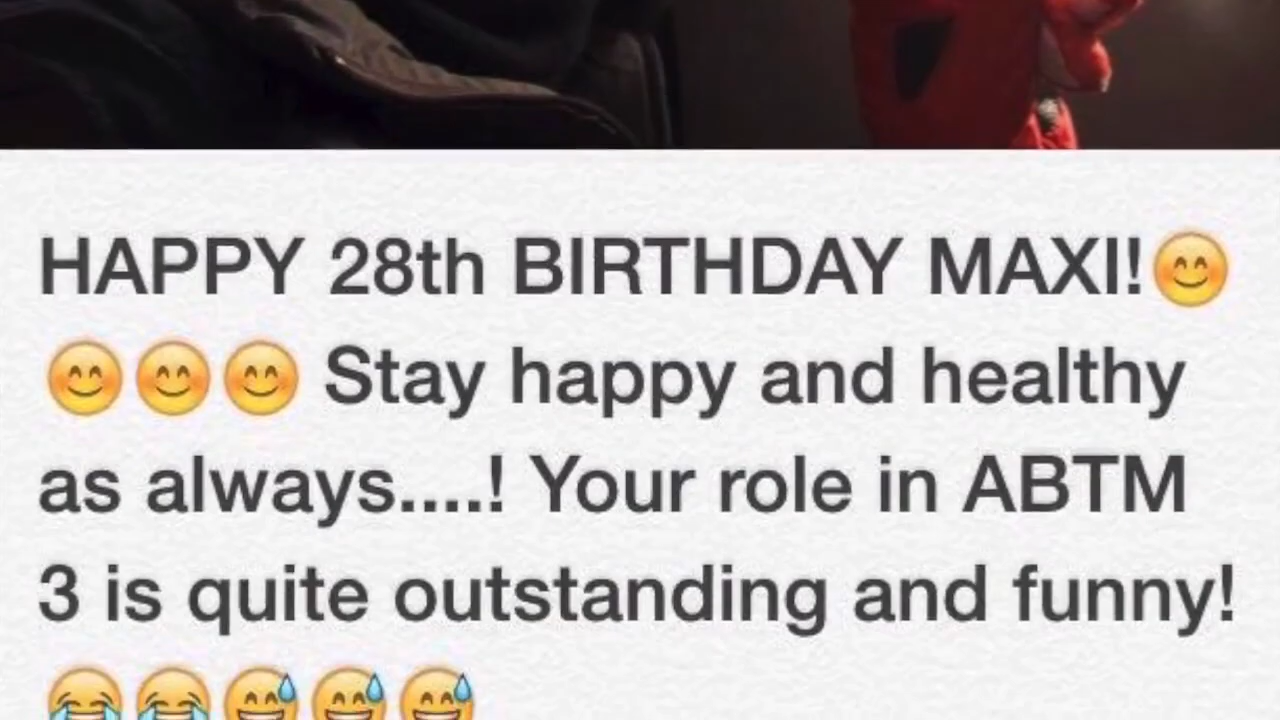 HAPPY 28th BIRTHDAY MAXI!😊
😊😊😊 Stay happy and healthy
as always....! Your role in ABTM
3 is quite outstanding and funny!
😂😂😅😅😅